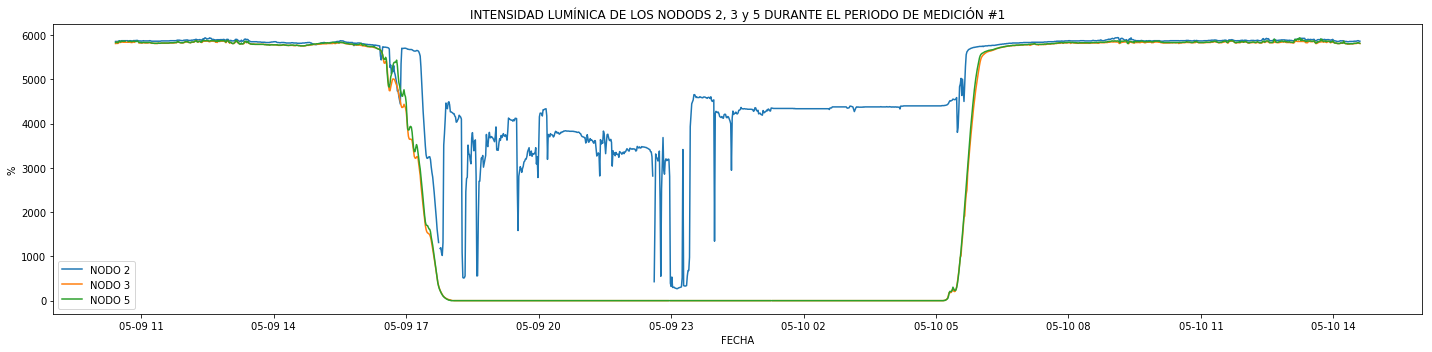 INTENSIDAD LUMÍNICA DE LOS NODODS 2, 3 y 5 DURANTE EL PERIODO DE MEDICIÓN #1
6000
5000
4000
3000
2000
1000
0
%
NODO 2
NODO 3
NODO 5
05-09 11 05-09 14 05-09 17 05-09 20 05-09 23 05-10 02 05-10 05 05-10 08 05-10 11 05-10 14
FECHA